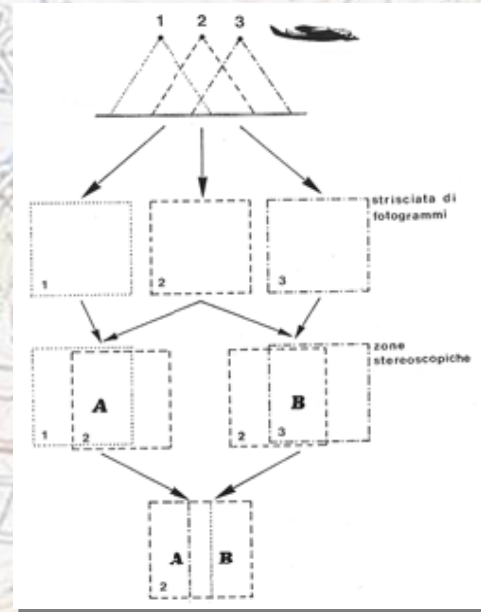 1 2 3
strisciata di
fotogrammi
1 2 3
zone
stereoscopiche
A B
1 2 2 3
A B
2